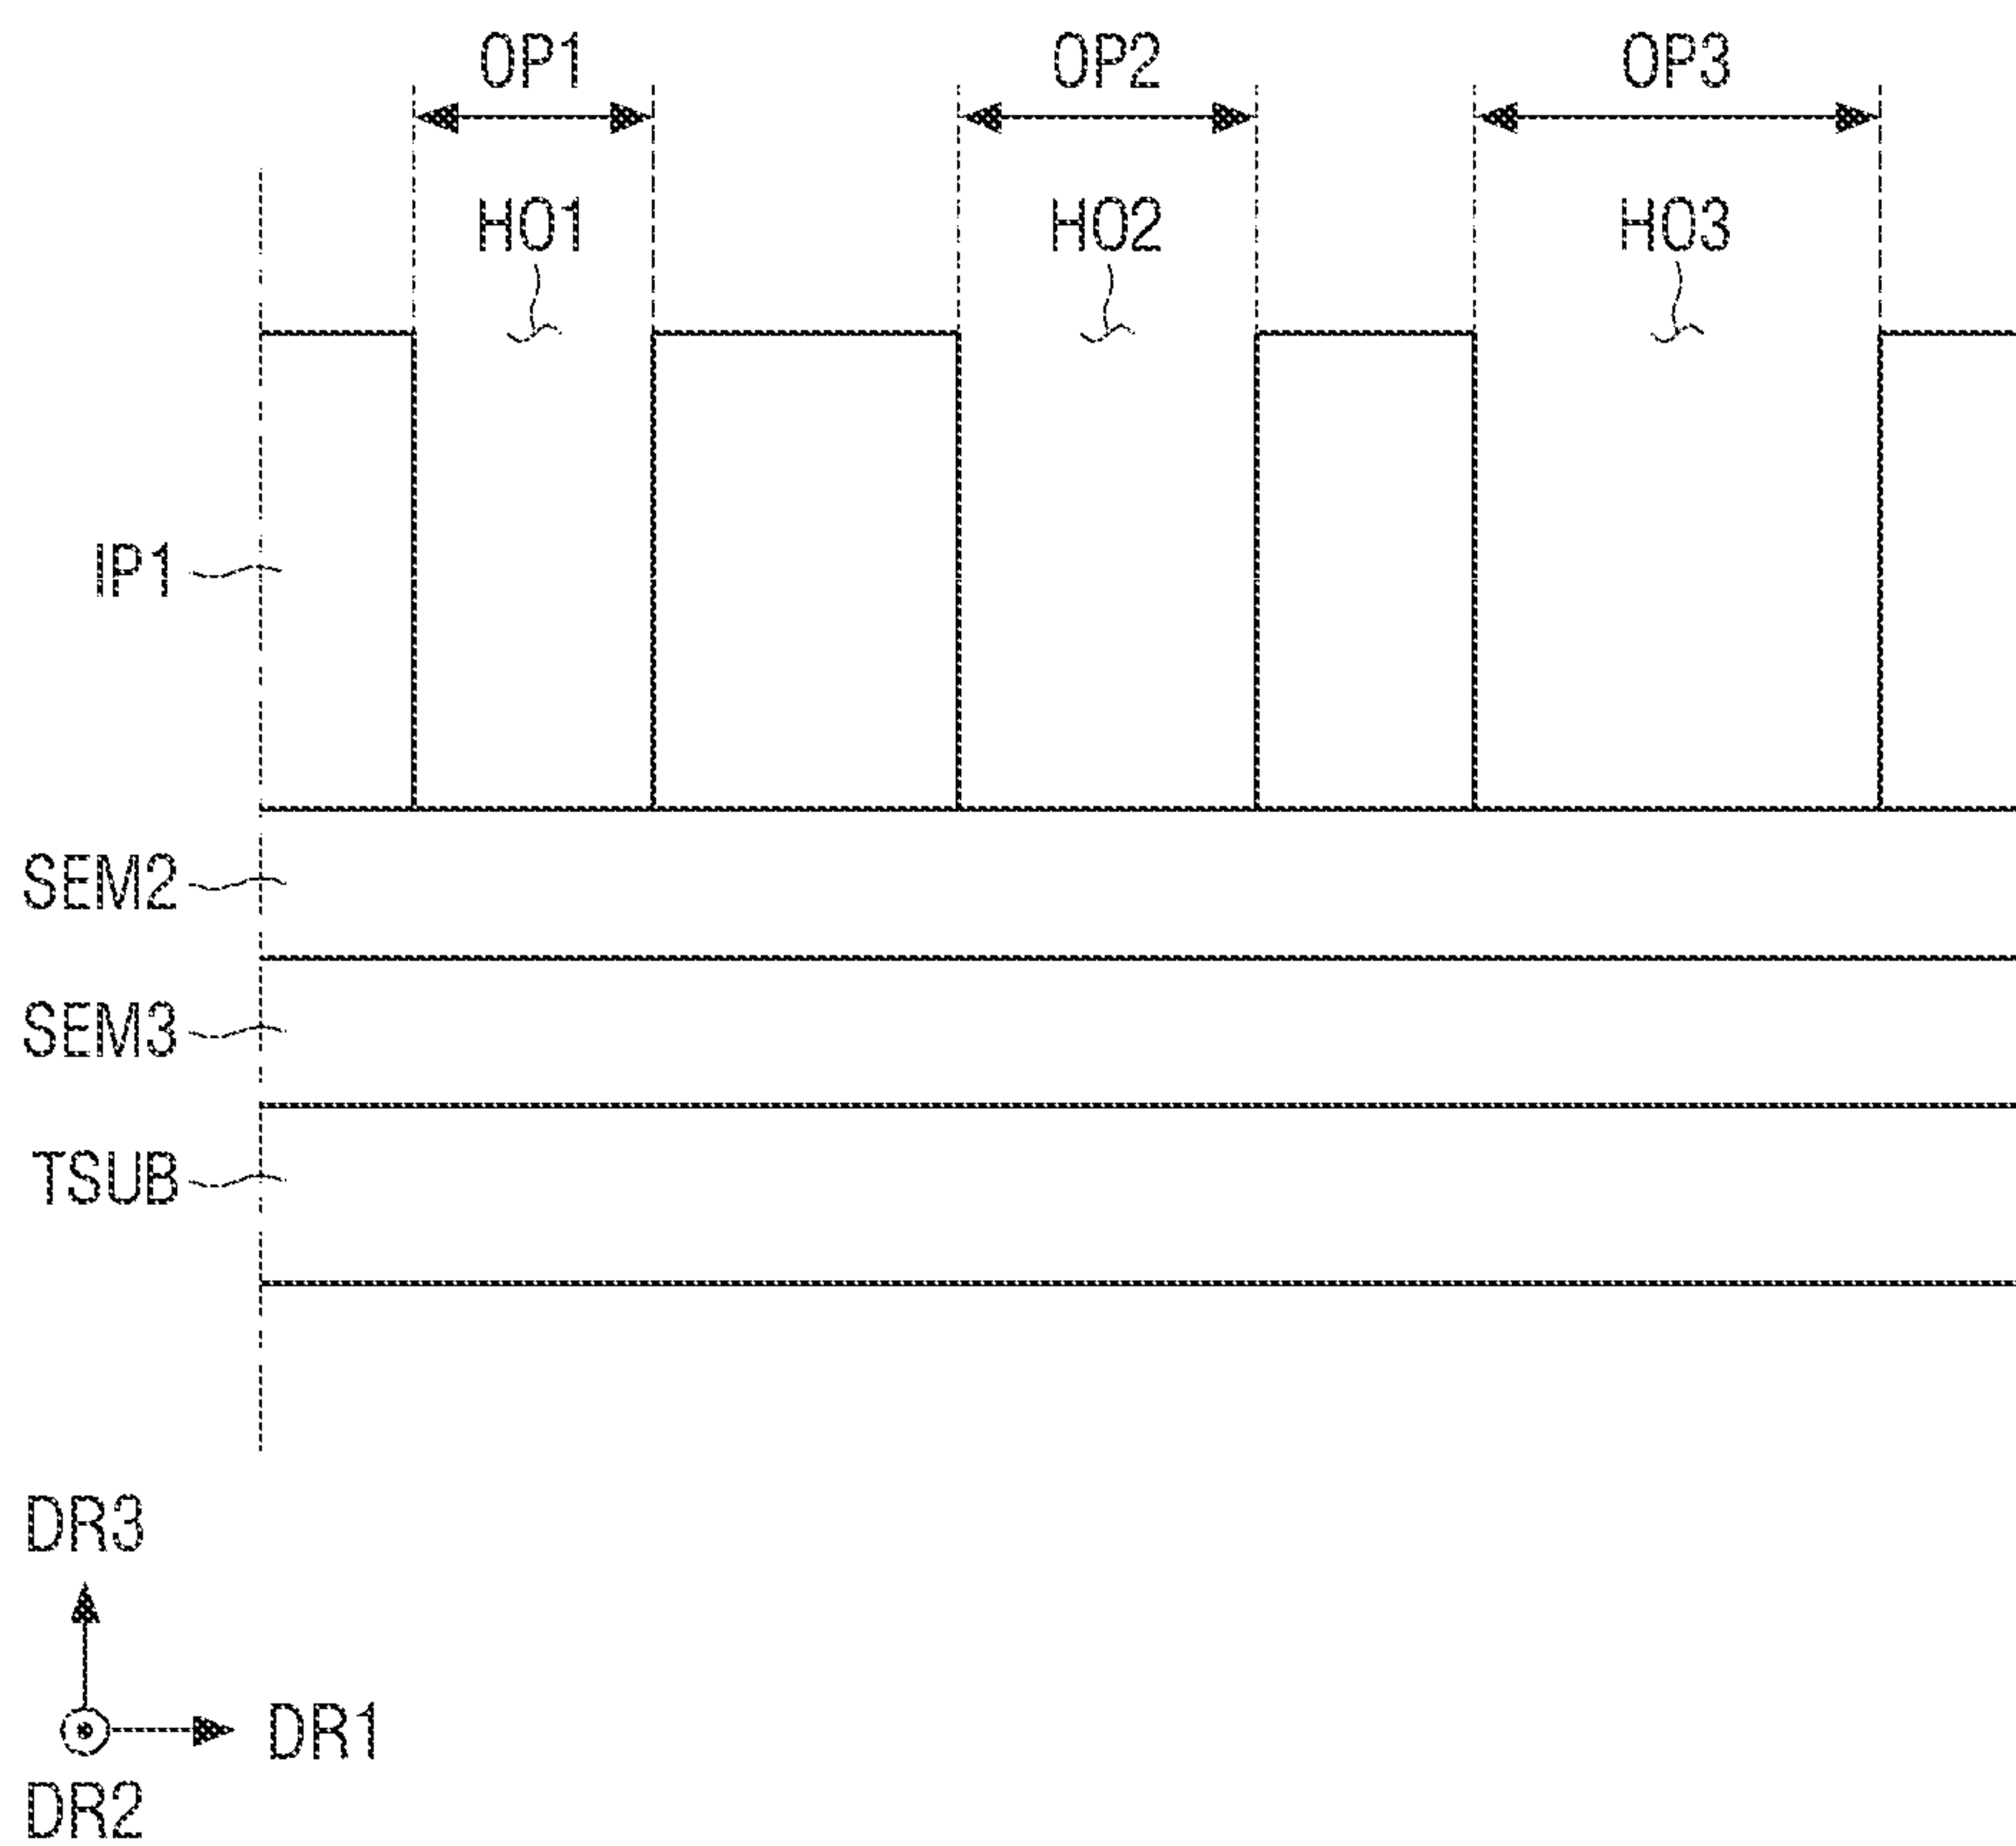 OP1 OP2 OP3
HO1 HO2 HO3
IP1
SEM2
SEM3
TSUB
DR3
DR1
DR2